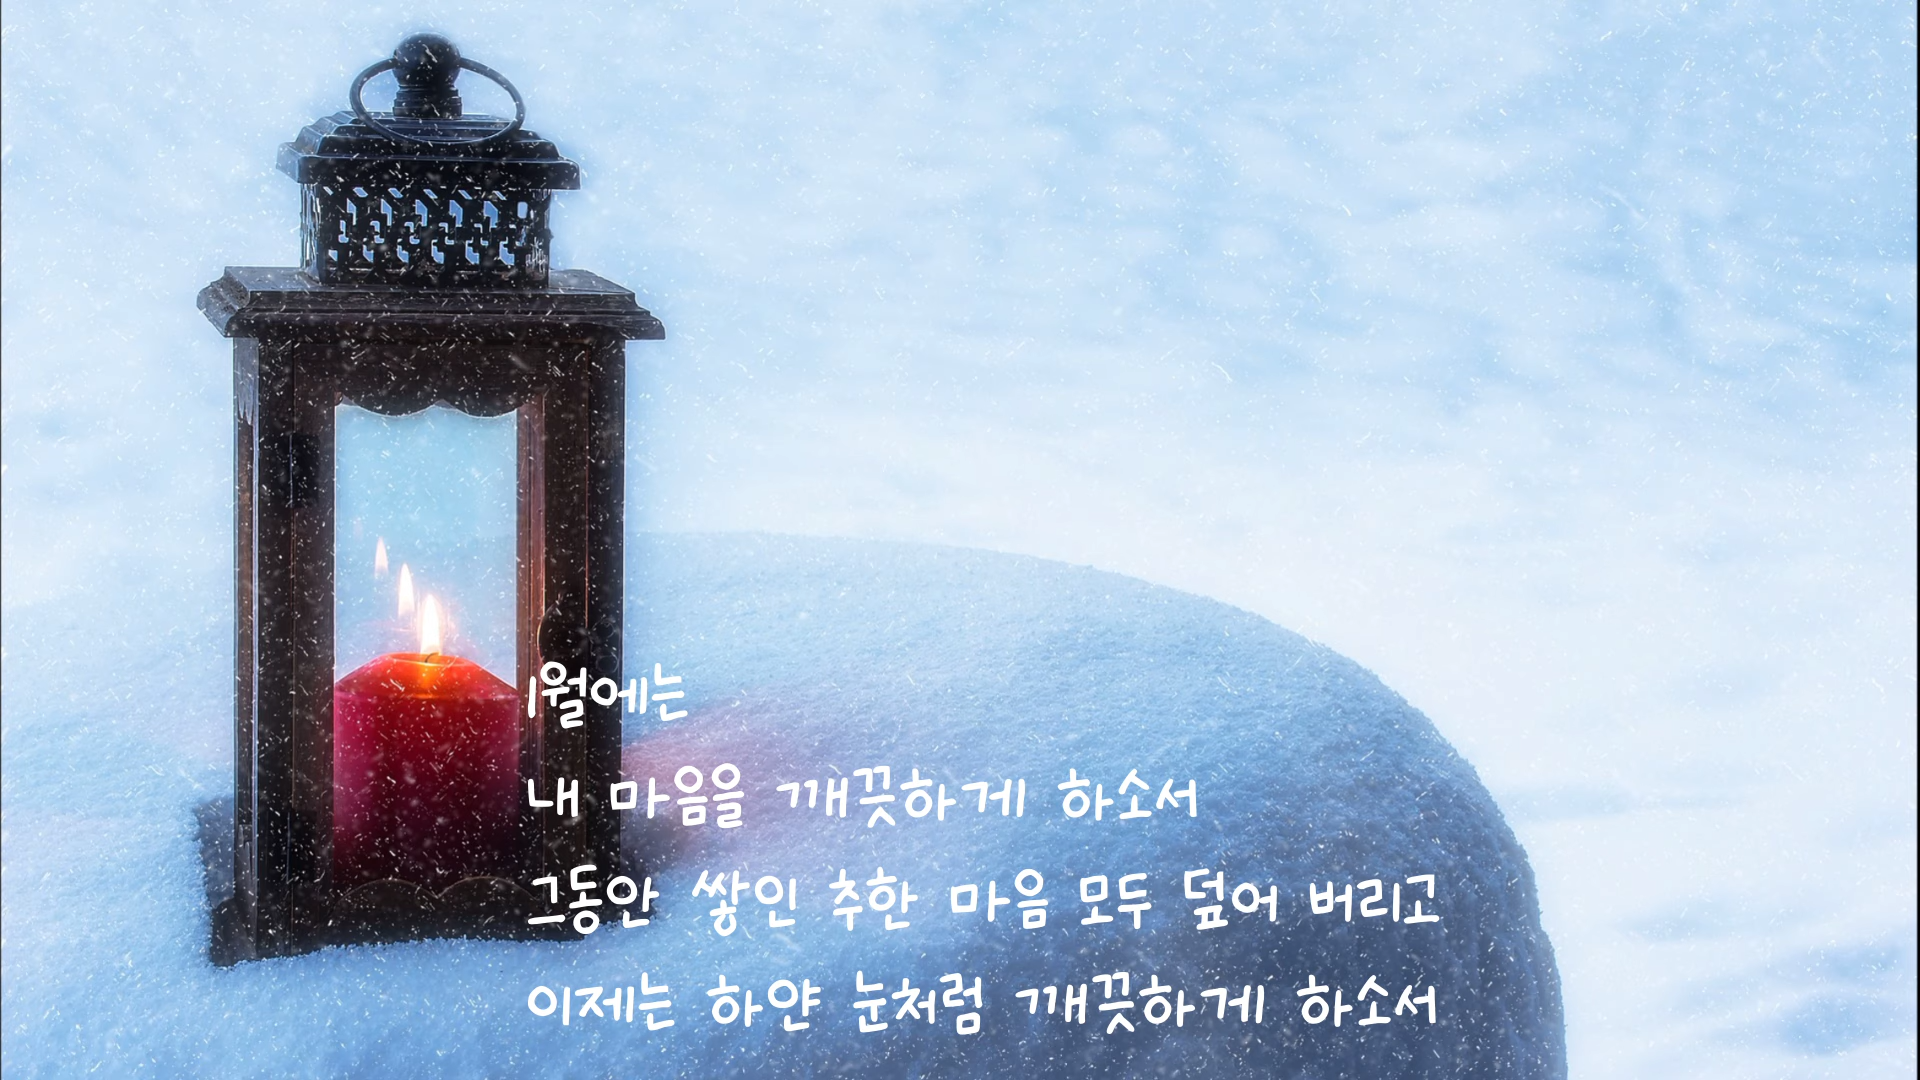 1월에는
내 마음을 깨끗하게 하소서
그동안 쌓인 추한 마음 모두 덮어 버리고
이제는 하얀 눈처럼 깨끗하게 하소서